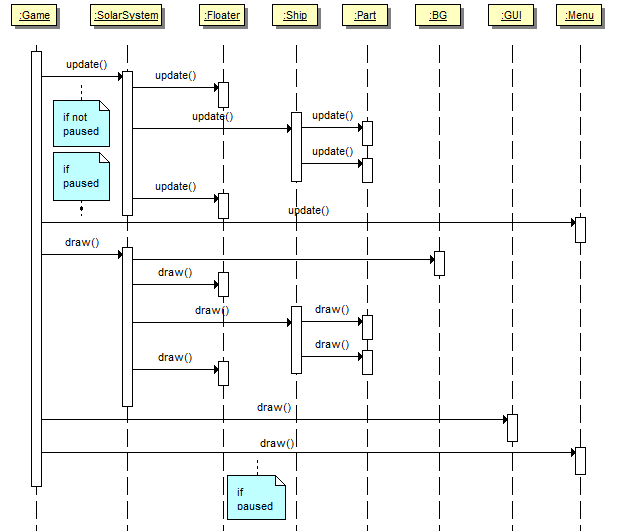 :Game :SolarSystem :Floater :Ship :Part :BG :GUI :Menu
update()
update()
if not
paused
update()
update()
update()
if
paused
update()
update()
draw()
draw()
draw()
draw()
draw()
draw()
draw()
draw()
if
paused